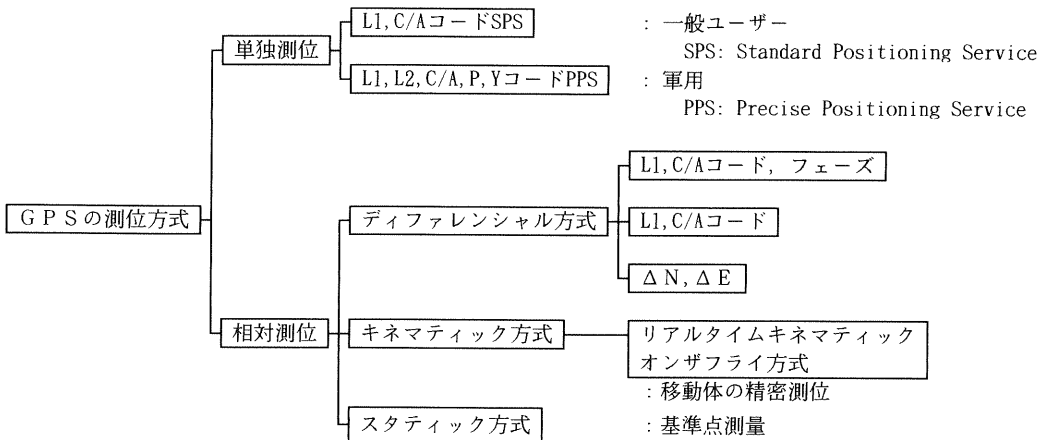 L1,C/AコードSPS
: 一般ユーザー
SPS: Standard Positioning Service
単独測位
L1,L2,C/A,P,YコードPPS
: 軍用
PPS: Precise Positioning Service
L1,C/Aコード, フェーズ
GPSの測位方式
ディファレンシャル方式
L1,C/Aコード
ΔN,ΔE
相対測位
キネマティック方式
リアルタイムキネマティック
オンザフライ方式
: 移動体の精密測位
スタティック方式
: 基準点測量